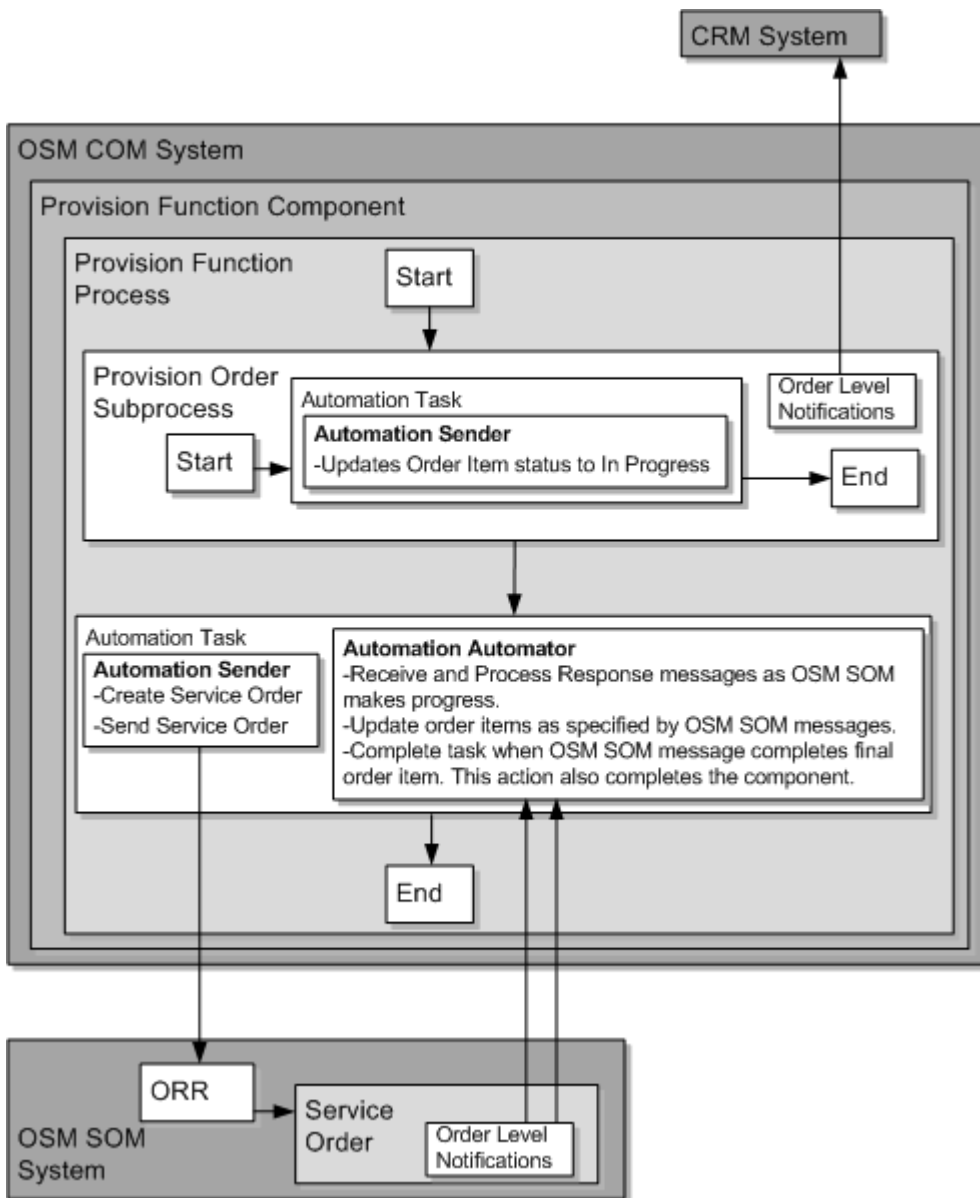 CRM System
OSM COM System
Provision Function Component
Provision Function
Process
Start
Provision Order
Subprocess
Start
Automation Task
Automation Sender
-Updates Order Item status to In Progress
Order Level
Notifications
End
Automation Task
Automation Sender
-Create Service Order
-Send Service Order
Automation Automator
-Receive and Process Response messages as OSM SOM
makes progress.
-Update order items as specified by OSM SOM messages.
-Complete task when OSM SOM message completes final
order item. This action also completes the component.
End
ORR
OSM SOM
System
Service
Order
Order Level
Notifications